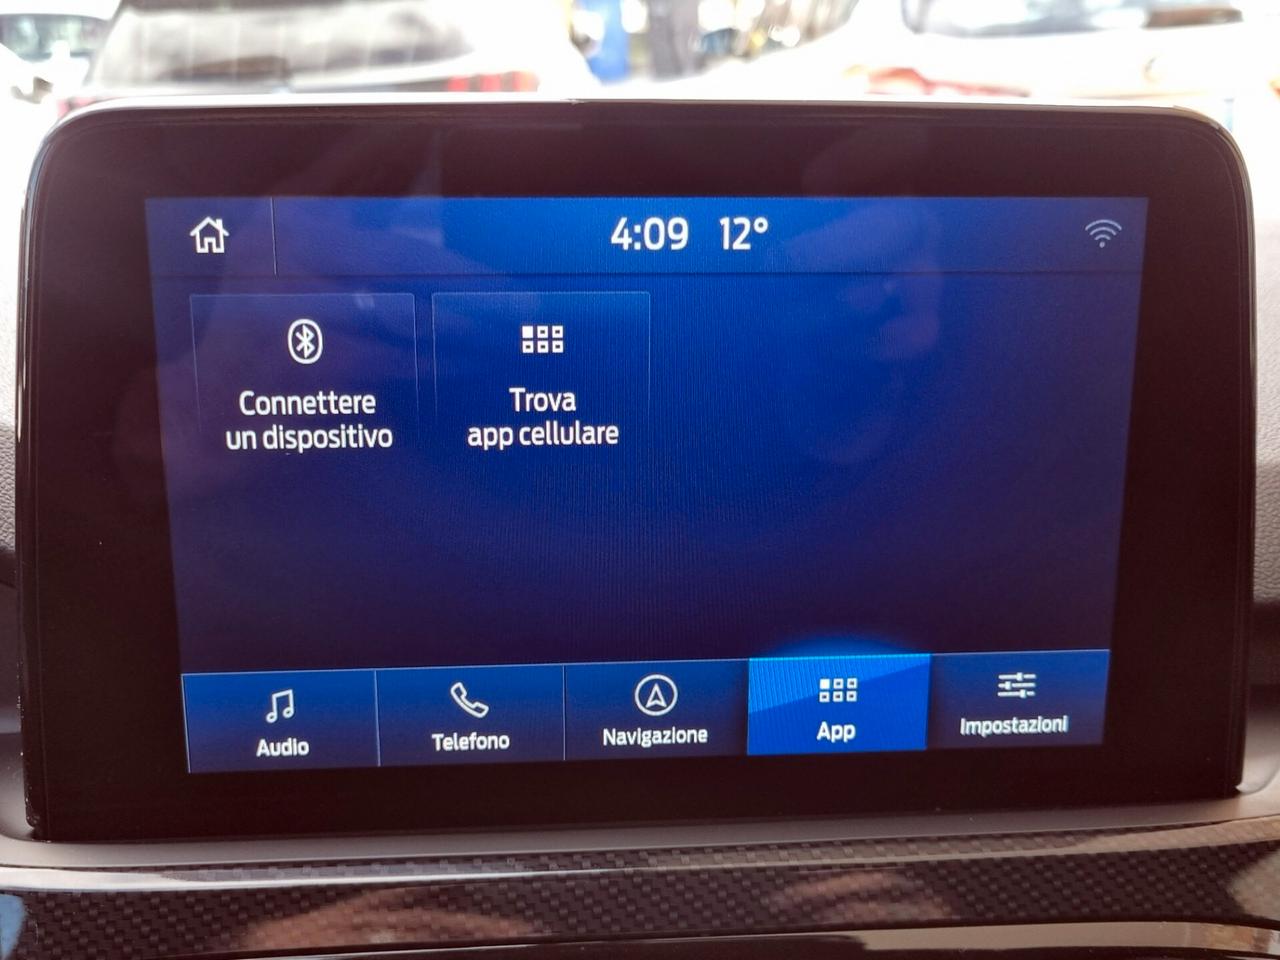 4:09 12°
Connettere
un dispositivo
Trova
app cellulare
Audio
Telefono
Navigazione
App
Impostazioni